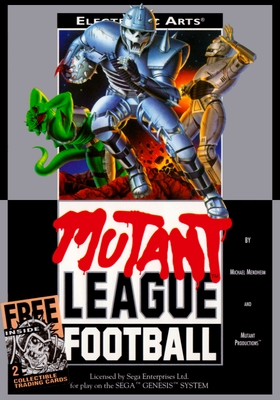 ELECTRONIC ARTS®
MUTANT
LEAGUE
FOOTBALL
™
BY
MICHAEL MENDHEIM
AND
MUTANT
PRODUCTIONS™
FREE
INSIDE
2
COLLECTIBLE
TRADING CARDS
Licensed by Sega Enterprises Ltd.
for play on the SEGA™ GENESIS™ SYSTEM